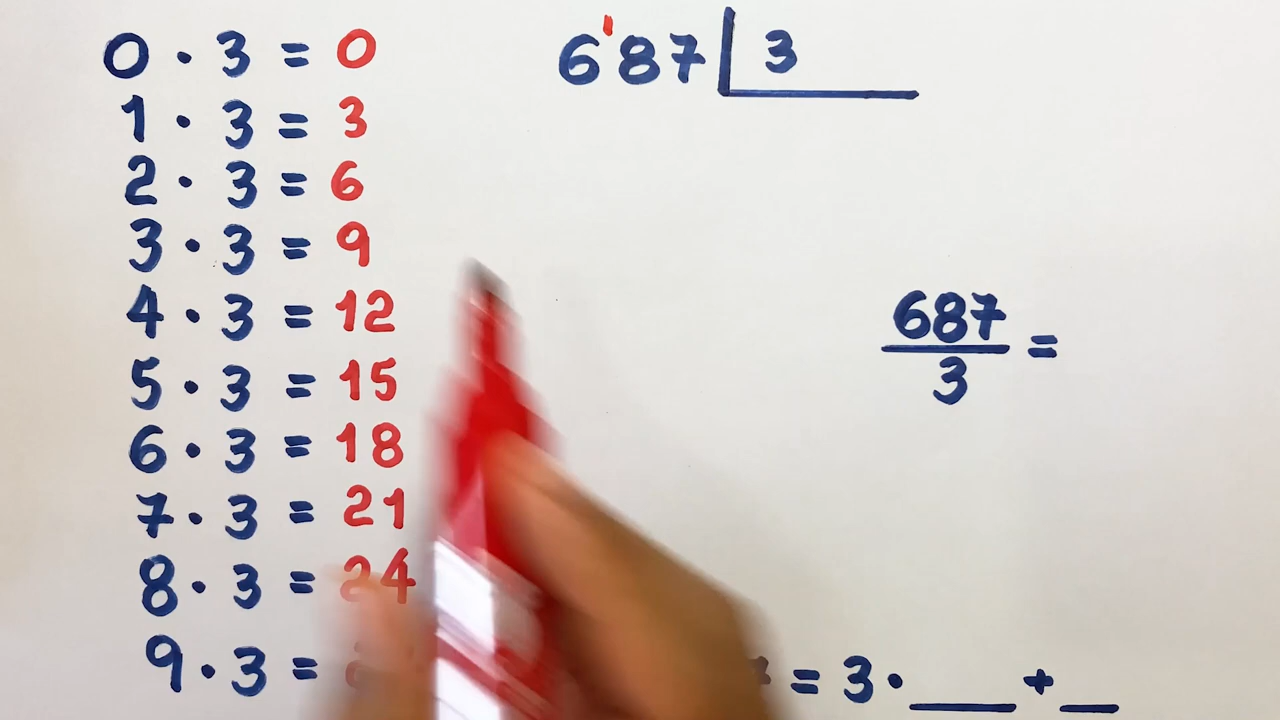 0 · 3 = 0
1 · 3 = 3
2 · 3 = 6
3 · 3 = 9
4 · 3 = 12
5 · 3 = 15
6 · 3 = 18
7 · 3 = 21
8 · 3 = 24
9 · 3 =
6'87 3
687
3
=
= 3 · ___ + __